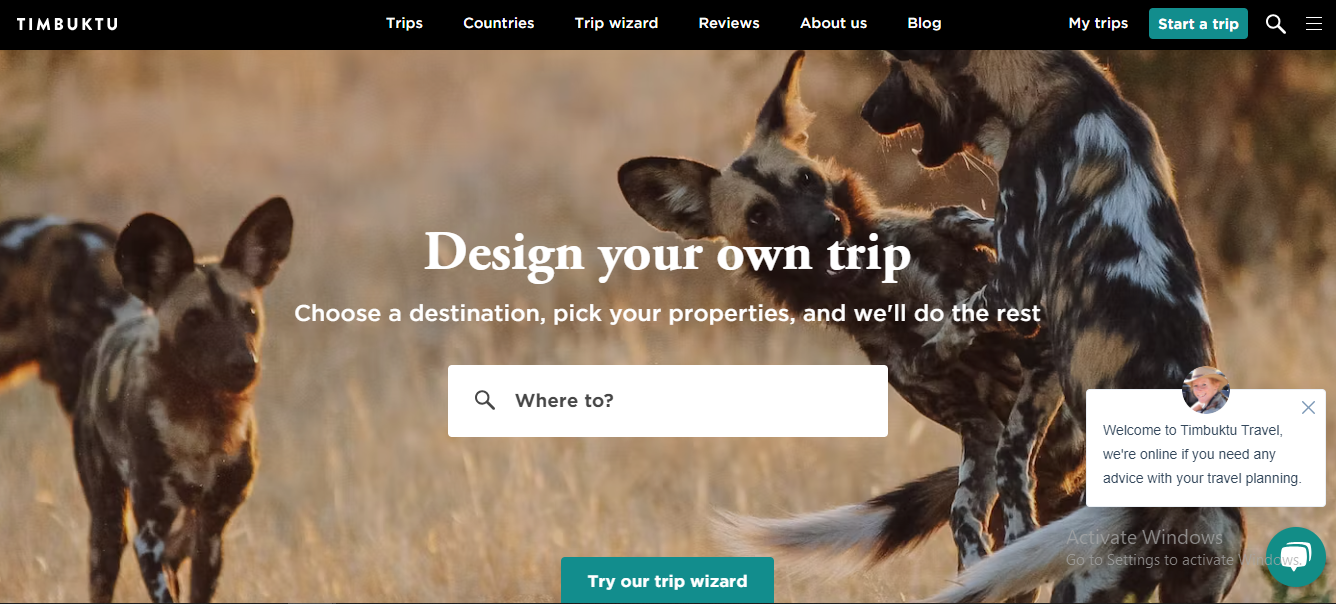 TIMBUKTU
Trips
Countries
Trip wizard
Reviews
About us
Blog
My trips
Start a trip
Design your own trip
Choose a destination, pick your properties, and we'll do the rest
Where to?
Welcome to Timbuktu Travel,
we're online if you need any
advice with your travel planning.
Activate Windows
Go to Settings to activate Windows.
Try our trip wizard